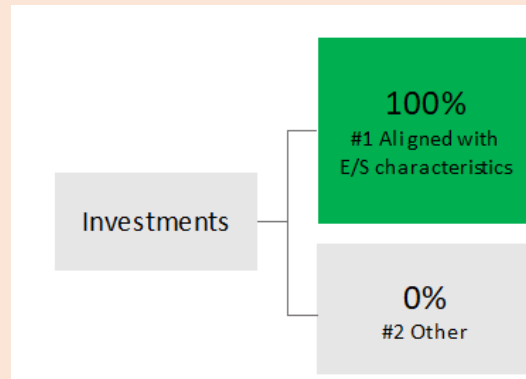 100%
#1 Aligned with
E/S characteristics
Investments
0%
#2 Other